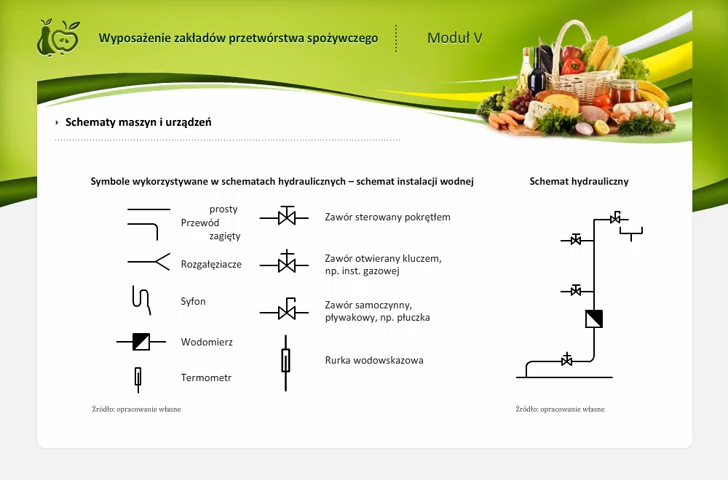 Wyposażenie zakładów przetwórstwa spożywczego
Moduł V
Schematy maszyn i urządzeń
Symbole wykorzystywane w schematach hydraulicznych – schemat instalacji wodnej
prosty
Przewód
zagięty
Rozgałęziacze
Syfon
Wodomierz
Termometr
Zawór sterowany pokrętłem
Zawór otwierany kluczem,
np. inst. gazowej
Zawór samoczynny,
pływakowy, np. płuczka
Rurka wodowskazowa
Źródło: opracowanie własne
Schemat hydrauliczny
Źródło: opracowanie własne